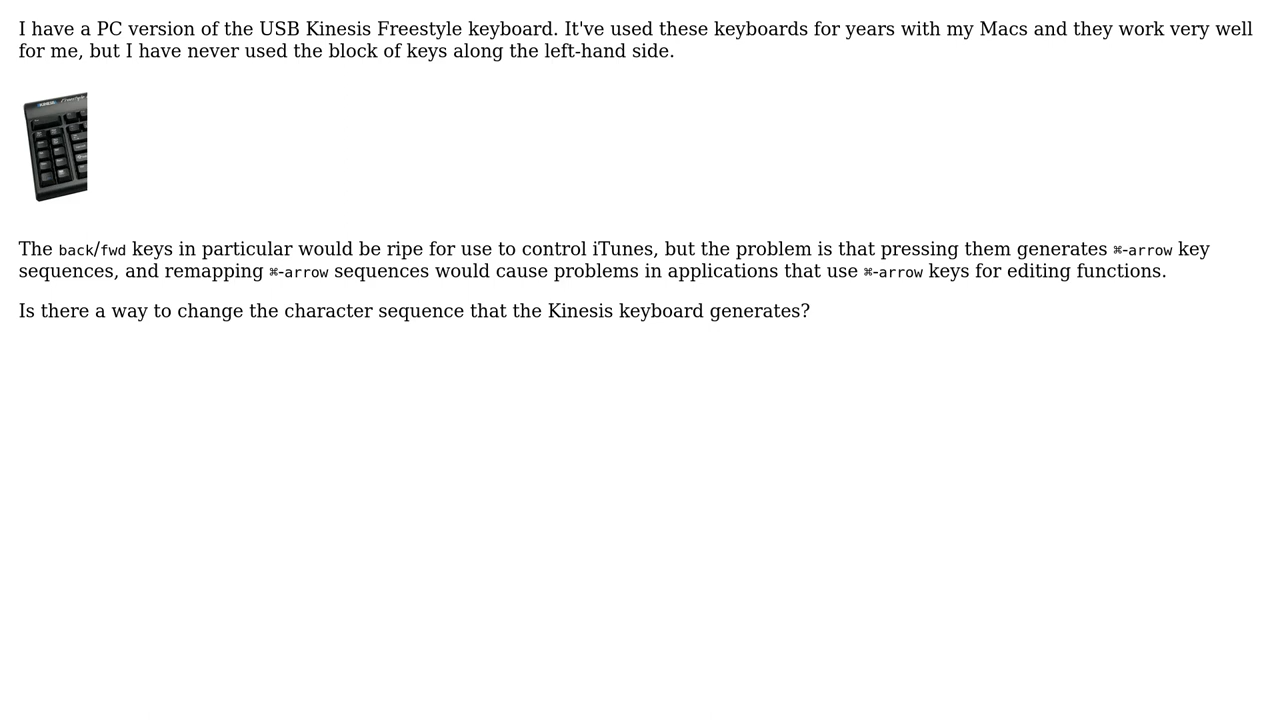 I have a PC version of the USB Kinesis Freestyle keyboard. It've used these keyboards for years with my Macs and they work very well
for me, but I have never used the block of keys along the left-hand side.
The back/fwd keys in particular would be ripe for use to control iTunes, but the problem is that pressing them generates ⌘-arrow key
sequences, and remapping ⌘-arrow sequences would cause problems in applications that use ⌘-arrow keys for editing functions.
Is there a way to change the character sequence that the Kinesis keyboard generates?